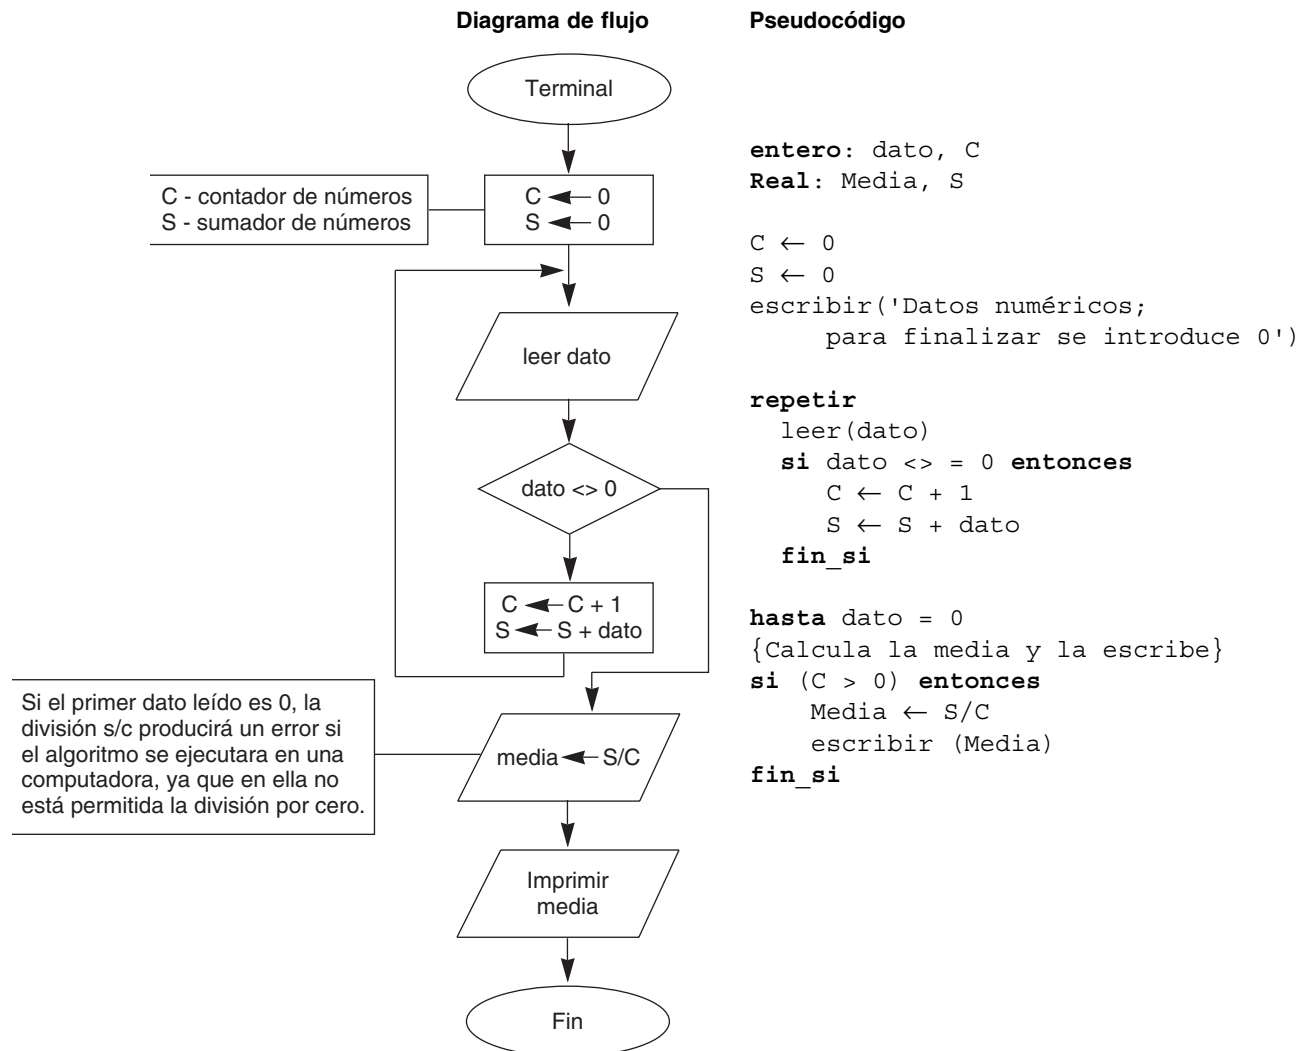 Diagrama de flujo
Terminal
C - contador de números
S - sumador de números
C ← 0
S ← 0
leer dato
dato <> 0
C ← C + 1
S ← S + dato
Si el primer dato leído es 0, la
división s/c producirá un error si
el algoritmo se ejecutara en una
computadora, ya que en ella no
está permitida la división por cero.
media ← S/C
Imprimir
media
Fin
Pseudocódigo
entero: dato, C
Real: Media, S
C ← 0
S ← 0
escribir('Datos numéricos;
para finalizar se introduce 0')
repetir
leer(dato)
si dato <> = 0 entonces
C ← C + 1
S ← S + dato
fin_si
hasta dato = 0
{Calcula la media y la escribe}
si (C > 0) entonces
Media ← S/C
escribir (Media)
fin_si